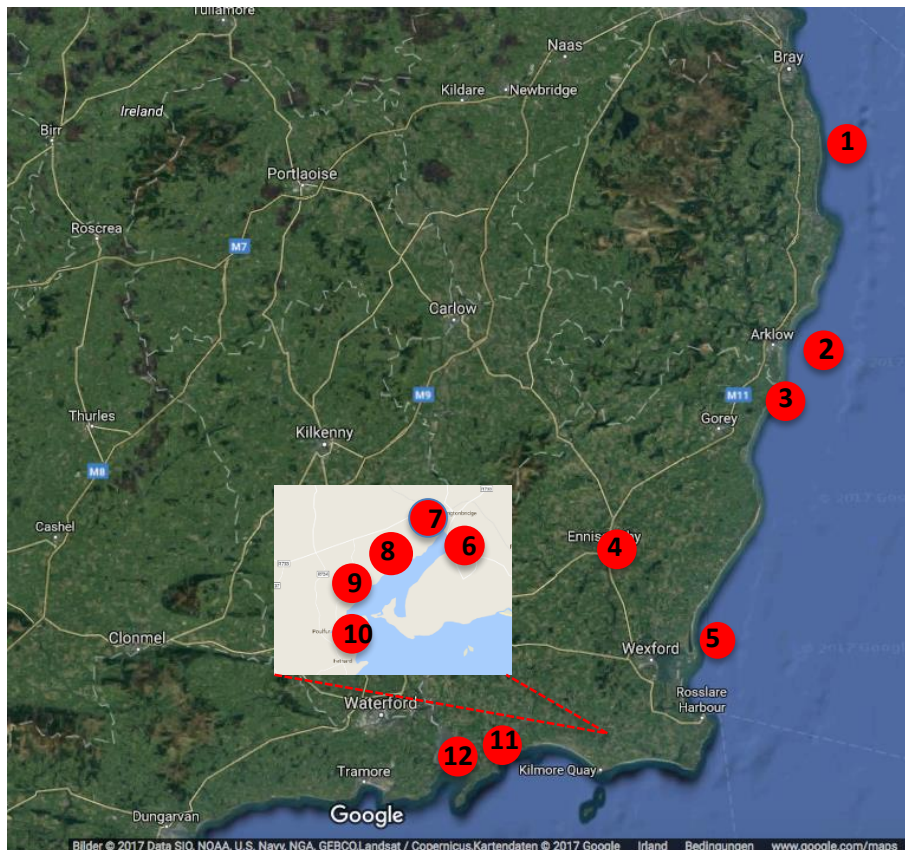 Tullamore
Naas
Bray
Kildare
Newbridge
Ireland
Birr
1
Portlaoise
Roscrea
M7
Carlow
Arklow
2
M9
M11
3
Thurles
Gorey
Kilkenny
M8
7
Cashel
8
6
4
9
10
Clonmel
5
Wexford
Rosslare
Harbour
Waterford
11
12
Tramore
Kilmore Quay
Dungarvan
Google
Bilder © 2017 Data SIO, NOAA, U.S. Navy, NGA, GEBCO,Landsat / Copernicus,Kartendaten © 2017 Google Irland Bedingungen www.google.com/maps